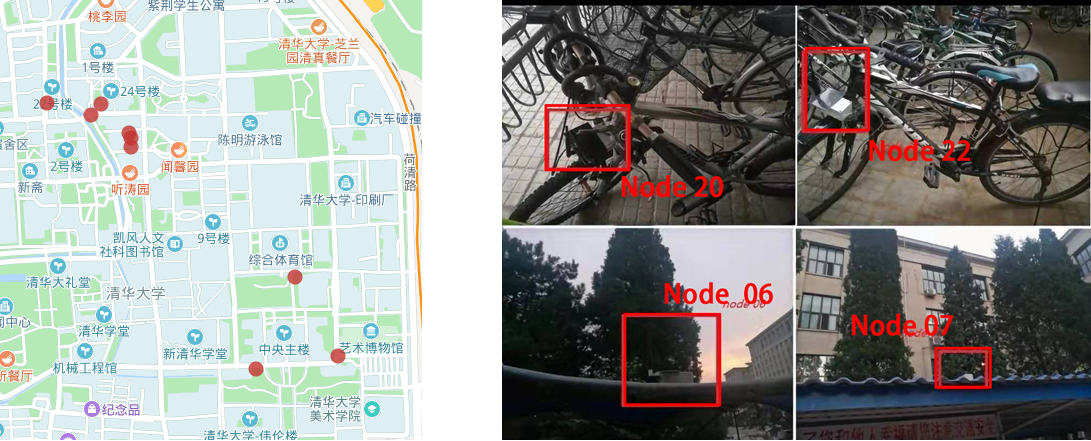 紫荆学生公寓
桃李园
清华大学-芝兰
园清真餐厅
1号楼
24号楼
22号楼
汽车碰撞
陈明游泳馆
宿舍区
2号楼
闻馨园
荷清路
新斋
听涛园
清华大学-印刷厂
凯风人文
社科图书馆
9号楼
综合体育馆
清华大礼堂
清华大学
闻中心
清华学堂
新清华学堂
中央主楼
艺术博物馆
机械工程馆
听餐厅
纪念品
清华大学
美术学院
清华大学-伟伦楼
Node 20
Node 22
Node 06
node 06
Node 07